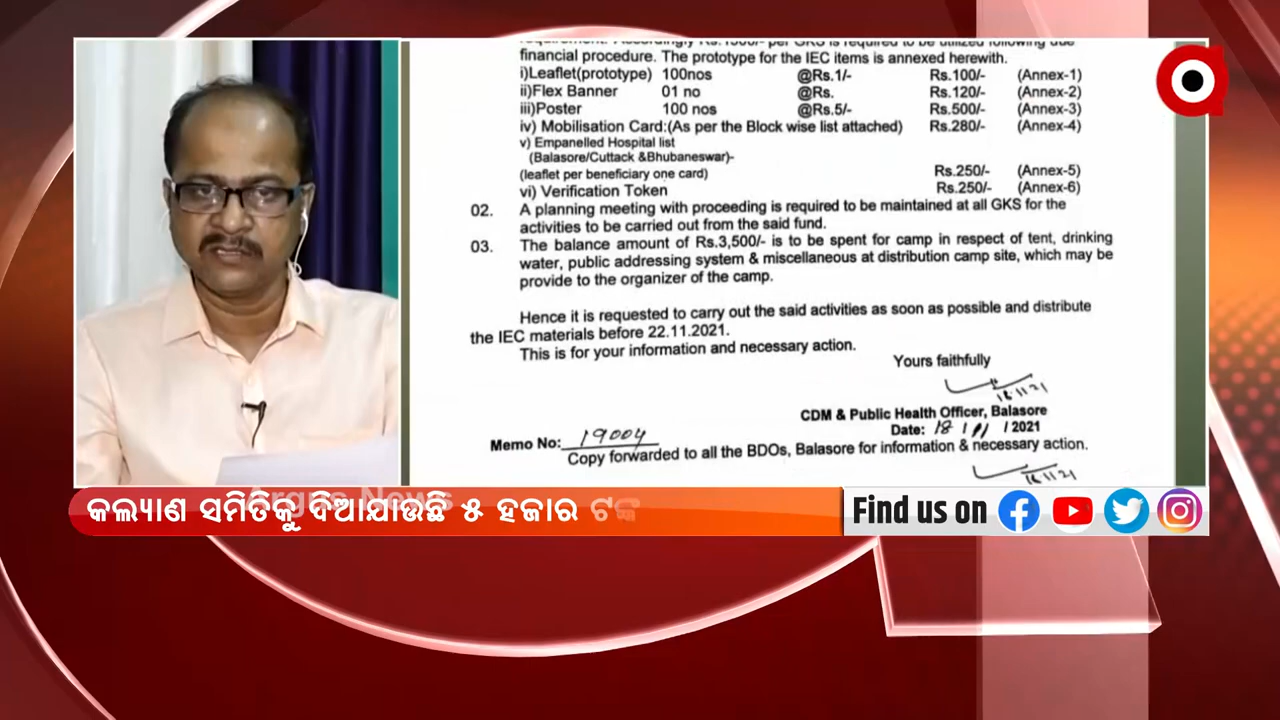 financial procedure. The prototype for the IEC items is annexed herewith.
i)Leaflet(prototype) 100nos @Rs.1/- Rs.100/- (Annex-1)
ii)Flex Banner 01 no @Rs. Rs.120/- (Annex-2)
iii)Poster 100 nos @Rs.5/- Rs.500/- (Annex-3)
iv) Mobilisation Card:(As per the Block wise list attached) Rs.280/- (Annex-4)
v) Empanelled Hospital list
(Balasore/Cuttack &Bhubaneswar)-
(leaflet per beneficiary one card) Rs.250/- (Annex-5)
vi) Verification Token Rs.250/- (Annex-6)
02. A planning meeting with proceeding is required to be maintained at all GKS for the
activities to be carried out from the said fund.
03. The balance amount of Rs.3,500/- is to be spent for camp in respect of tent, drinking
water, public addressing system & miscellaneous at distribution camp site, which may be
provide to the organizer of the camp.
Hence it is requested to carry out the said activities as soon as possible and distribute
the IEC materials before 22.11.2021.
This is for your information and necessary action.
Yours faithfully
CDM & Public Health Officer, Balasore
Date: 18/11/2021
Memo No: 19004
Copy forwarded to all the BDOs, Balasore for information & necessary action.
Argus News
କଲ୍ୟାଣ ସମିତିକୁ ଦିଆଯାଉଛି ୫ ହଜାର ଟଙ୍କ
Find us on